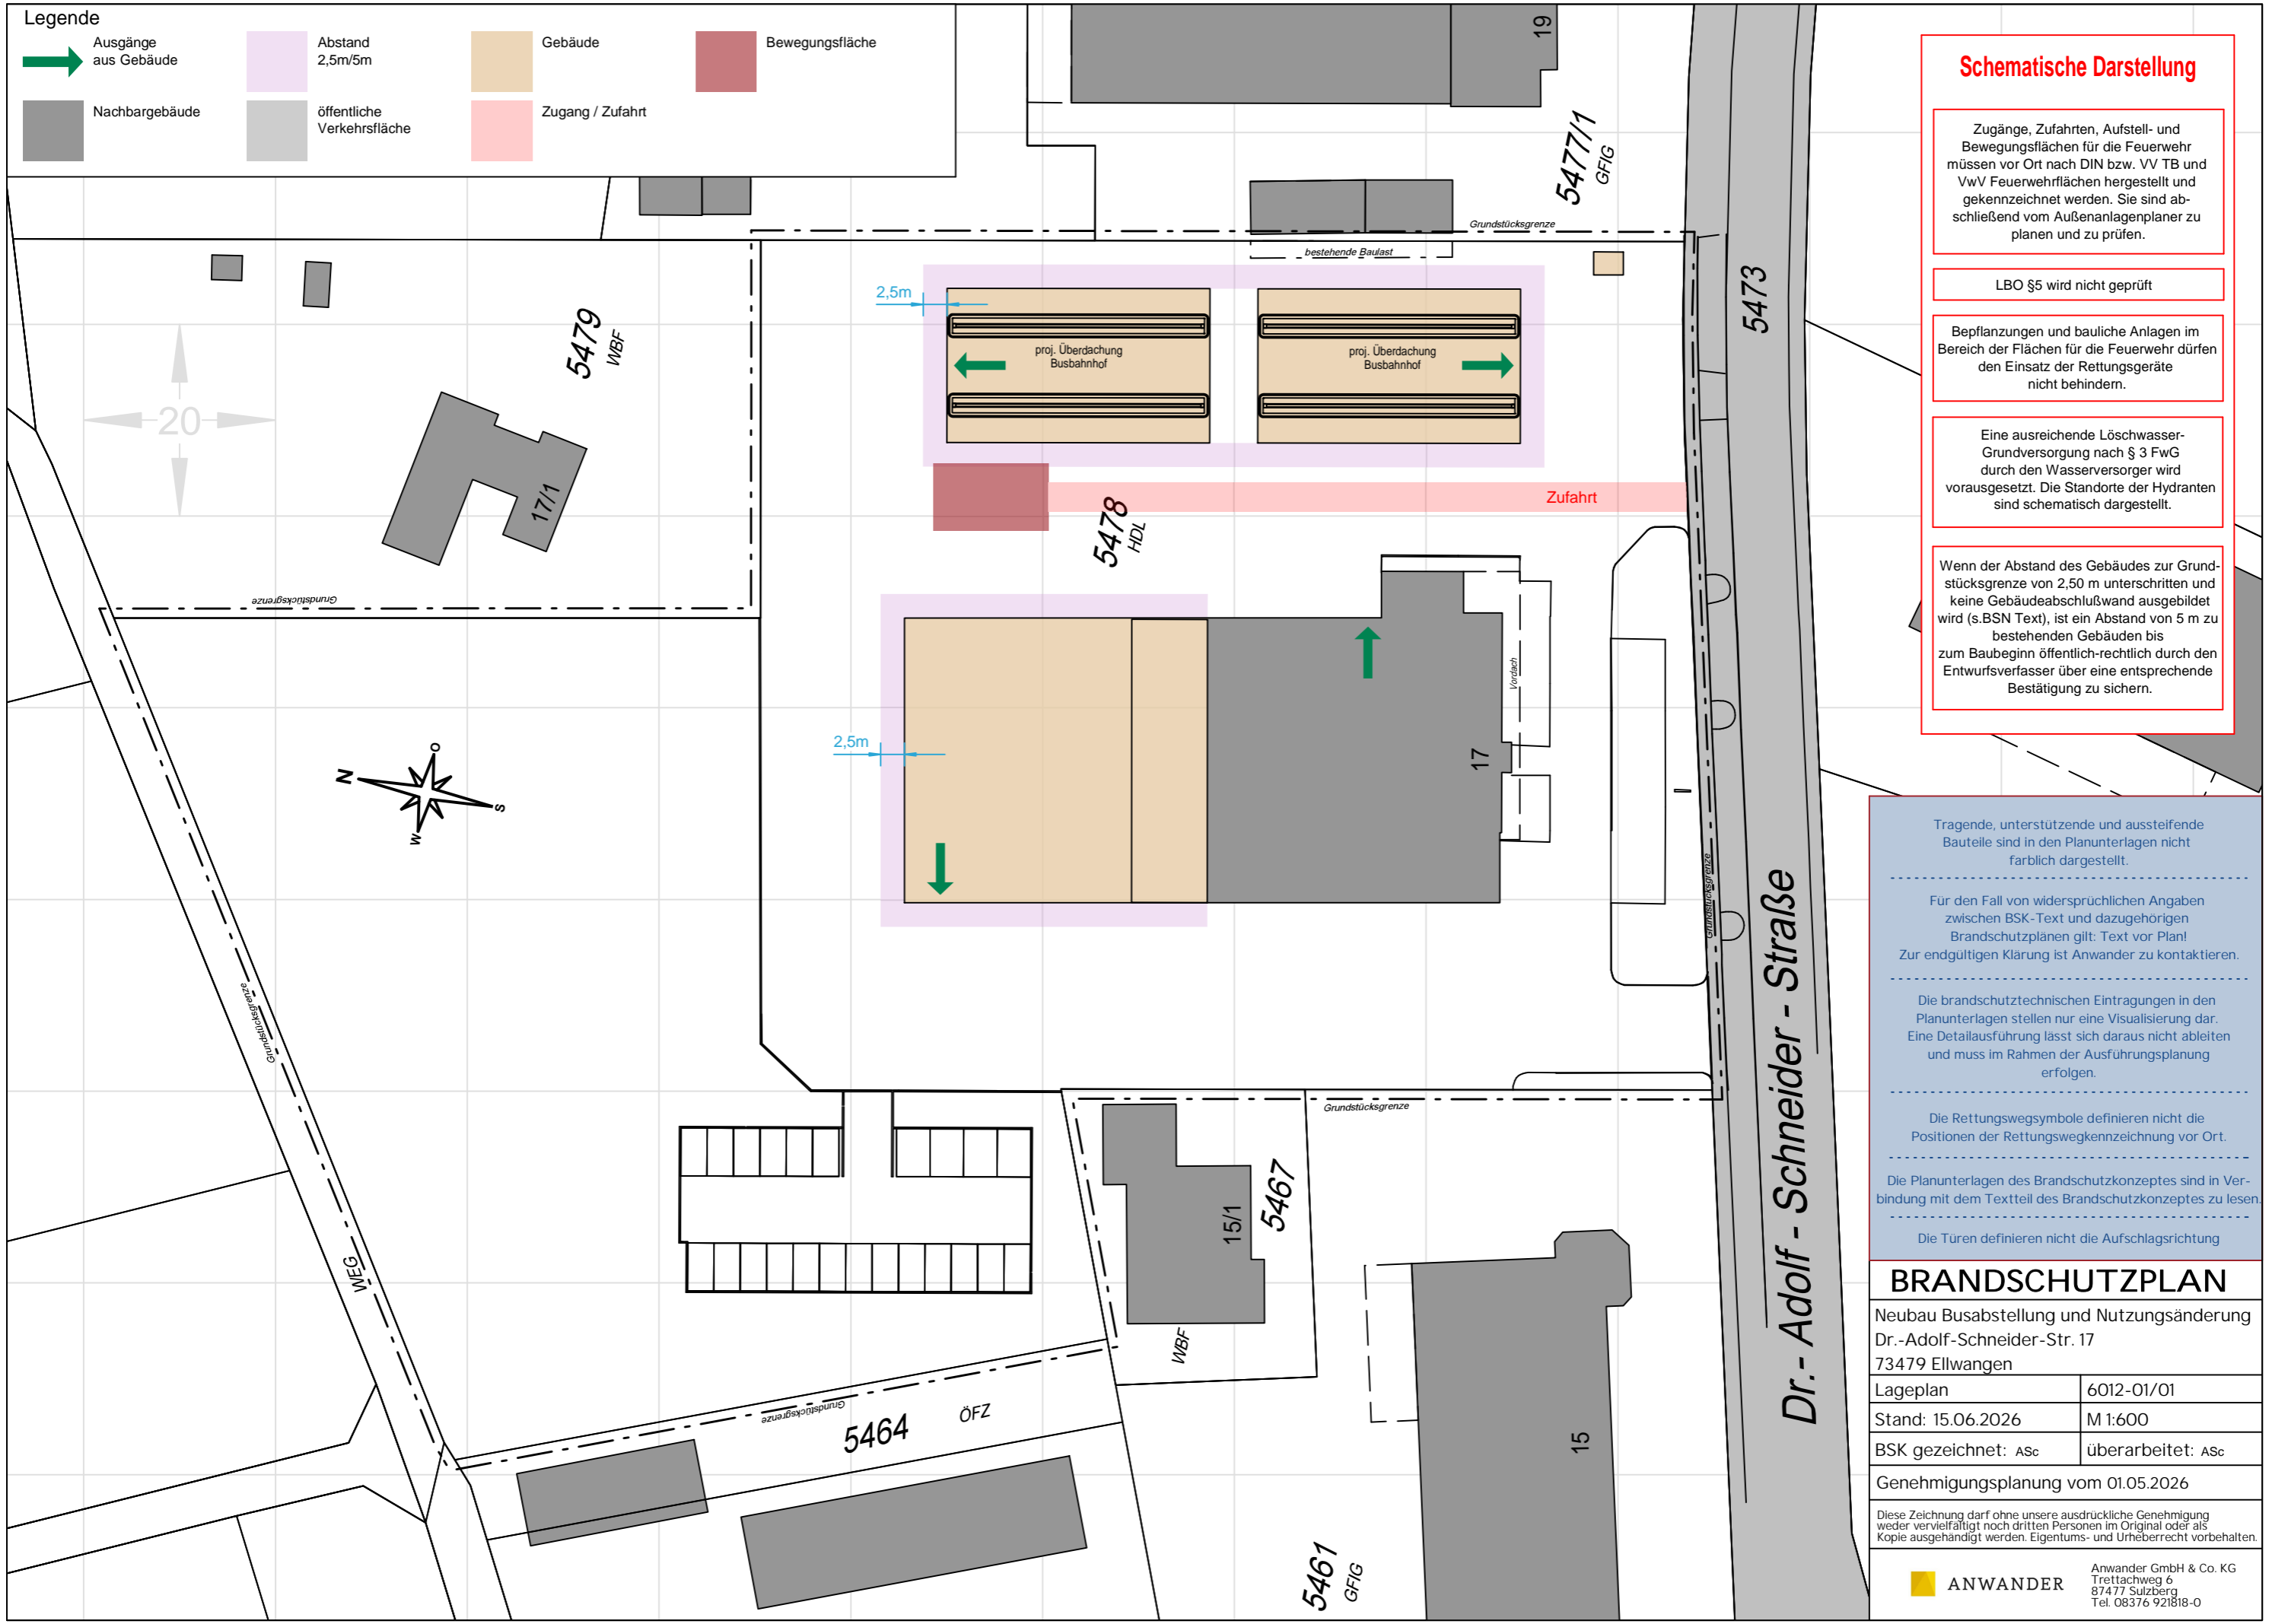 Legende
Ausgänge
aus Gebäude
Abstand
2,5m/5m
Gebäude
Bewegungsfläche
Nachbargebäude
öffentliche
Verkehrsfläche
Zugang / Zufahrt
19
5477/1
GFIG
Grundstücksgrenze
bestehende Baulast
5473
2,5m
5479
WBF
proj. Überdachung
Busbahnhof
proj. Überdachung
Busbahnhof
20
17/1
Zufahrt
5478
HDL
Grundstücksgrenze
Vordach
2,5m
17
N
O
S
W
Grundstücksgrenze
Grundstücksgrenze
Dr.- Adolf - Schneider - Straße
Grundstücksgrenze
15/1
5467
WBF
WEG
Grundstücksgrenze
5464
ÖFZ
15
5461
GFIG
Schematische Darstellung
Zugänge, Zufahrten, Aufstell- und
Bewegungsflächen für die Feuerwehr
müssen vor Ort nach DIN bzw. VV TB und
VwV Feuerwehrflächen hergestellt und
gekennzeichnet werden. Sie sind ab-
schließend vom Außenanlagenplaner zu
planen und zu prüfen.
LBO §5 wird nicht geprüft
Bepflanzungen und bauliche Anlagen im
Bereich der Flächen für die Feuerwehr dürfen
den Einsatz der Rettungsgeräte
nicht behindern.
Eine ausreichende Löschwasser-
Grundversorgung nach § 3 FwG
durch den Wasserversorger wird
vorausgesetzt. Die Standorte der Hydranten
sind schematisch dargestellt.
Wenn der Abstand des Gebäudes zur Grund-
stücksgrenze von 2,50 m unterschritten und
keine Gebäudeabschlußwand ausgebildet
wird (s.BSN Text), ist ein Abstand von 5 m zu
bestehenden Gebäuden bis
zum Baubeginn öffentlich-rechtlich durch den
Entwurfsverfasser über eine entsprechende
Bestätigung zu sichern.
Tragende, unterstützende und aussteifende
Bauteile sind in den Planunterlagen nicht
farblich dargestellt.
Für den Fall von widersprüchlichen Angaben
zwischen BSK-Text und dazugehörigen
Brandschutzplänen gilt: Text vor Plan!
Zur endgültigen Klärung ist Anwander zu kontaktieren.
Die brandschutztechnischen Eintragungen in den
Planunterlagen stellen nur eine Visualisierung dar.
Eine Detailausführung lässt sich daraus nicht ableiten
und muss im Rahmen der Ausführungsplanung
erfolgen.
Die Rettungswegsymbole definieren nicht die
Positionen der Rettungswegkennzeichnung vor Ort.
Die Planunterlagen des Brandschutzkonzeptes sind in Ver-
bindung mit dem Textteil des Brandschutzkonzeptes zu lesen.
Die Türen definieren nicht die Aufschlagsrichtung
BRANDSCHUTZPLAN
Neubau Busabstellung und Nutzungsänderung
Dr.-Adolf-Schneider-Str. 17
73479 Ellwangen
Lageplan 6012-01/01
Stand: 15.06.2026 M 1:600
BSK gezeichnet: ASc überarbeitet: ASc
Genehmigungsplanung vom 01.05.2026
Diese Zeichnung darf ohne unsere ausdrückliche Genehmigung
weder vervielfältigt noch dritten Personen im Original oder als
Kopie ausgehändigt werden. Eigentums- und Urheberrecht vorbehalten.
ANWANDER
Anwander GmbH & Co. KG
Trettachweg 6
87477 Sulzberg
Tel. 08376 921818-0